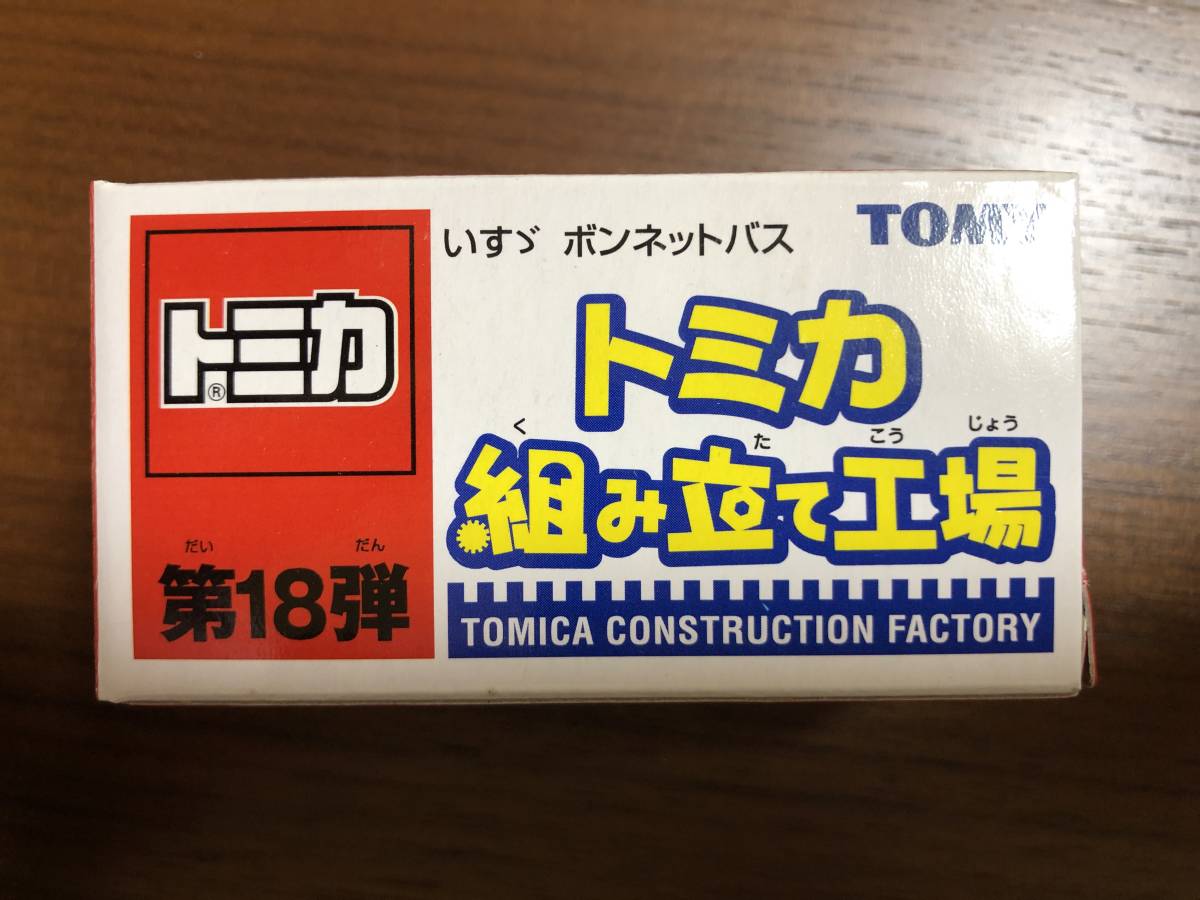 トミカ®
だい だん
第18弾
いすゞ ボンネットバス
TOMY
トミカ
く た こう じょう
組み立て工場
TOMICA CONSTRUCTION FACTORY